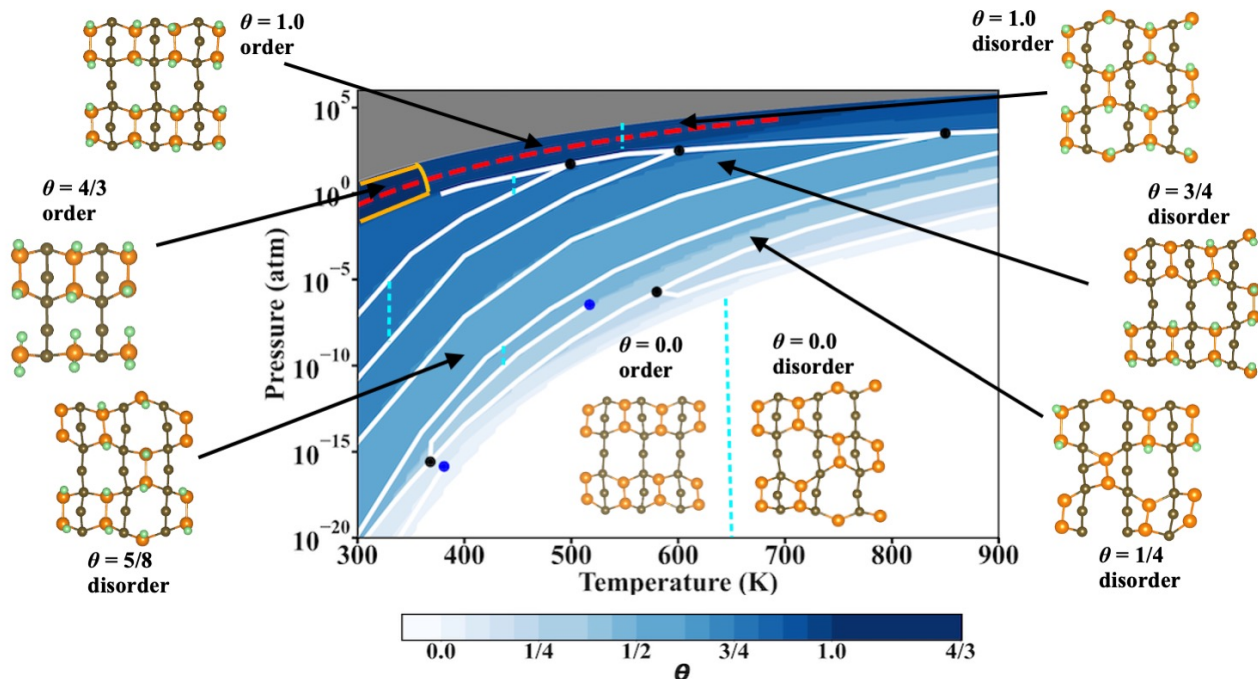 θ = 1.0
order
θ = 1.0
disorder
θ = 4/3
order
θ = 3/4
disorder
θ = 5/8
disorder
θ = 1/4
disorder
θ = 0.0
order
θ = 0.0
disorder
Pressure (atm)
10^5
10^0
10^-5
10^-10
10^-15
10^-20
300 400 500 600 700 800 900
Temperature (K)
0.0 1/4 1/2 3/4 1.0 4/3
θ